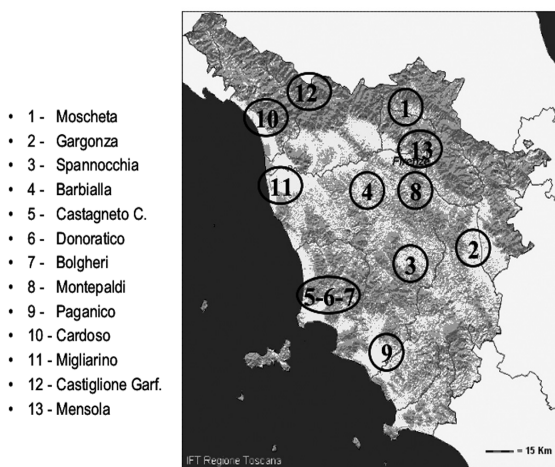 • 1 - Moscheta
• 2 - Gargonza
• 3 - Spannocchia
• 4 - Barbialla
• 5 - Castagneto C.
• 6 - Donoratico
• 7 - Bolgheri
• 8 - Montepaldi
• 9 - Paganico
• 10 - Cardoso
• 11 - Migliarino
• 12 - Castiglione Garf.
• 13 - Mensola
12
1
10
13
11
4
8
2
3
5-6-7
9
IFT Regione Toscana
= 15 Km